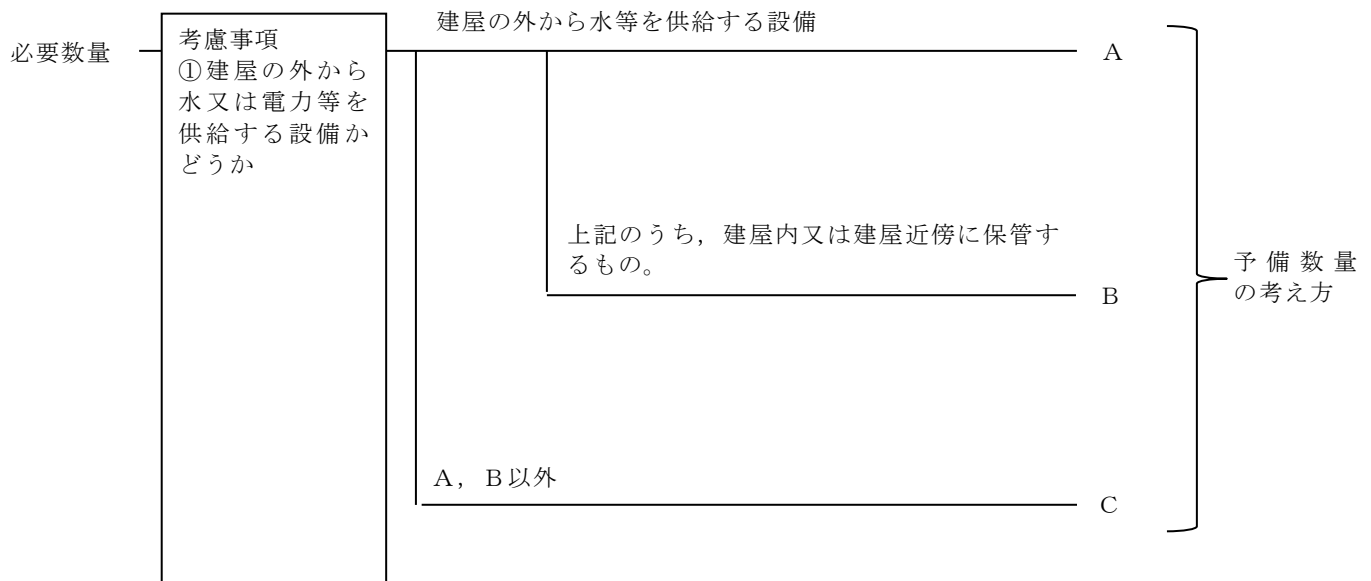 必要数量
考慮事項
①建屋の外から
水又は電力等を
供給する設備か
どうか
建屋の外から水等を供給する設備
A
上記のうち，建屋内又は建屋近傍に保管す
るもの。
B
A，B以外
C
予備数量
の考え方